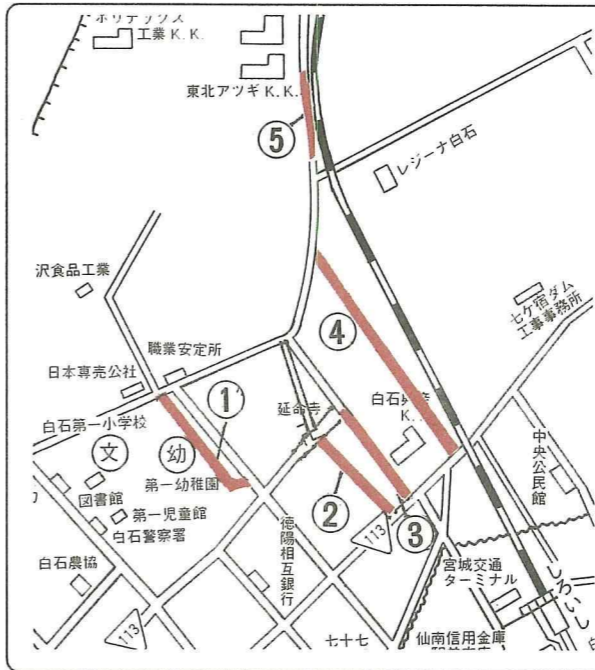 工業K.K.
東北アツギK.K.
⑤
レジーナ白石
沢食品工業
七ケ宿ダム
工事事務所
④
職業安定所
日本専売公社
①
延命寺
白石第一小学校
文
幼
第一幼稚園
図書館
第一児童館
白石警察署
②
③
中央公民館
徳陽相互銀行
113
白石農協
宮城交通
ターミナル
しろいし
113
七十七
仙南信用金庫